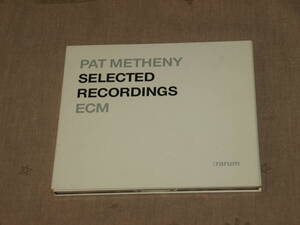 PAT METHENY
SELECTED
RECORDINGS
ECM
:rarum